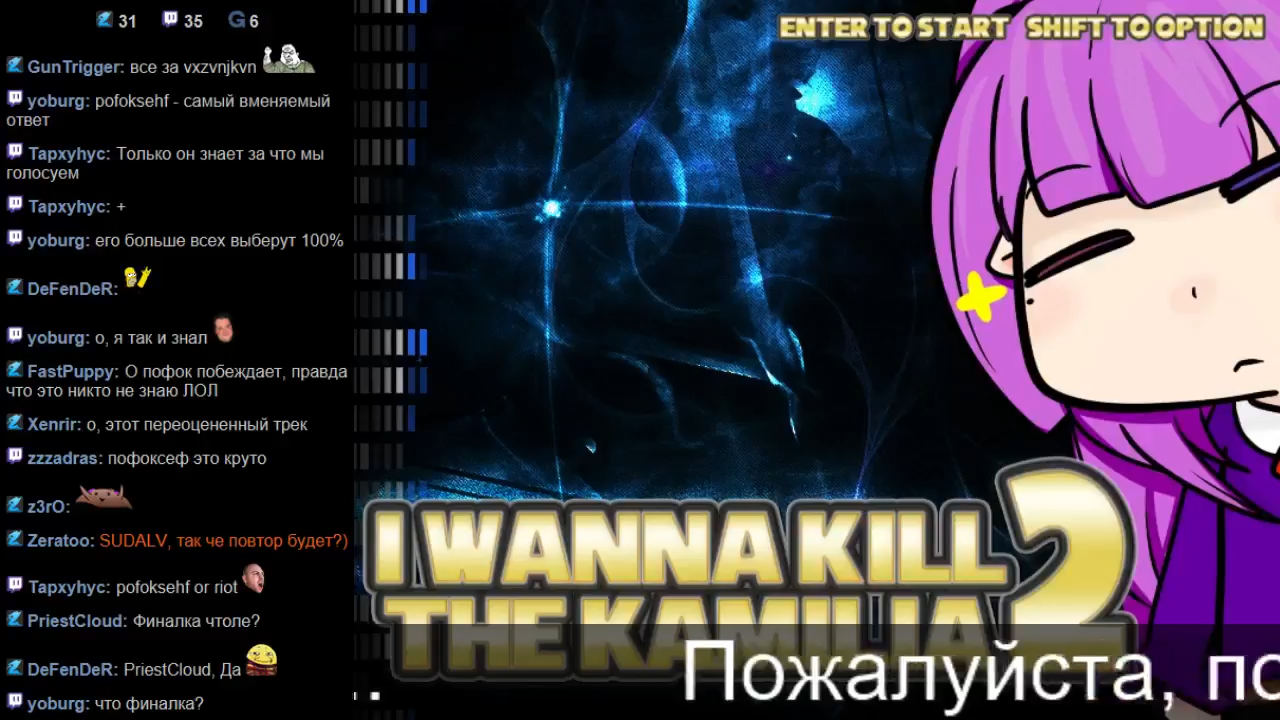 31 35 G 6
GunTrigger: все за vxzvnjkvn
yoburg: pofoksehf - самый вменяемый
ответ
Tapxyhyc: Только он знает за что мы
голосуем
Tapxyhyc: +
yoburg: его больше всех выберут 100%
DeFenDeR:
yoburg: о, я так и знал
FastPuppy: О пофок побеждает, правда
что это никто не знаю ЛОЛ
Xenrir: о, этот переоцененный трек
zzzadras: пофоксеф это круто
z3rO:
Zeratoo: SUDALV, так че повтор будет?)
Tapxyhyc: pofoksehf or riot
PriestCloud: Финалка чтоле?
DeFenDeR: PriestCloud, Да
yoburg: что финалка?
ENTER TO START SHIFT TO OPTION
I WANNA KILL
THE KAMILIA 2
.. Пожалуйста, по